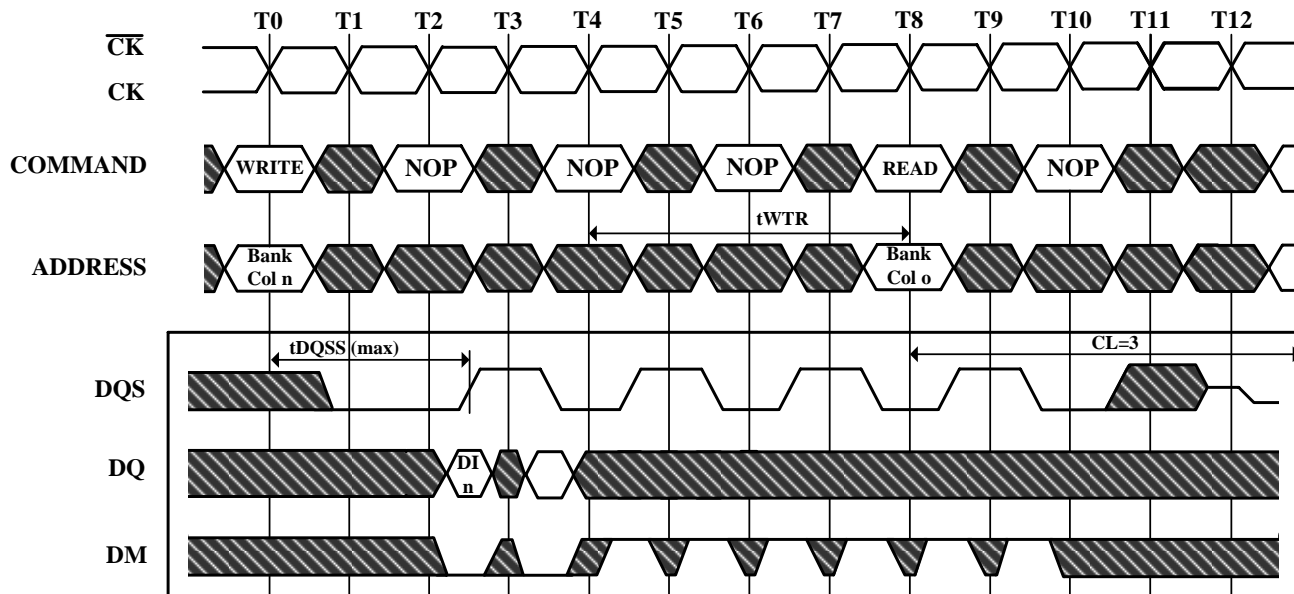 T0 T1 T2 T3 T4 T5 T6 T7 T8 T9 T10 T11 T12
CK
CK
COMMAND WRITE NOP NOP NOP READ NOP
tWTR
ADDRESS Bank Col n Bank Col o
tDQSS (max) CL=3
DQS
DQ DI n
DM